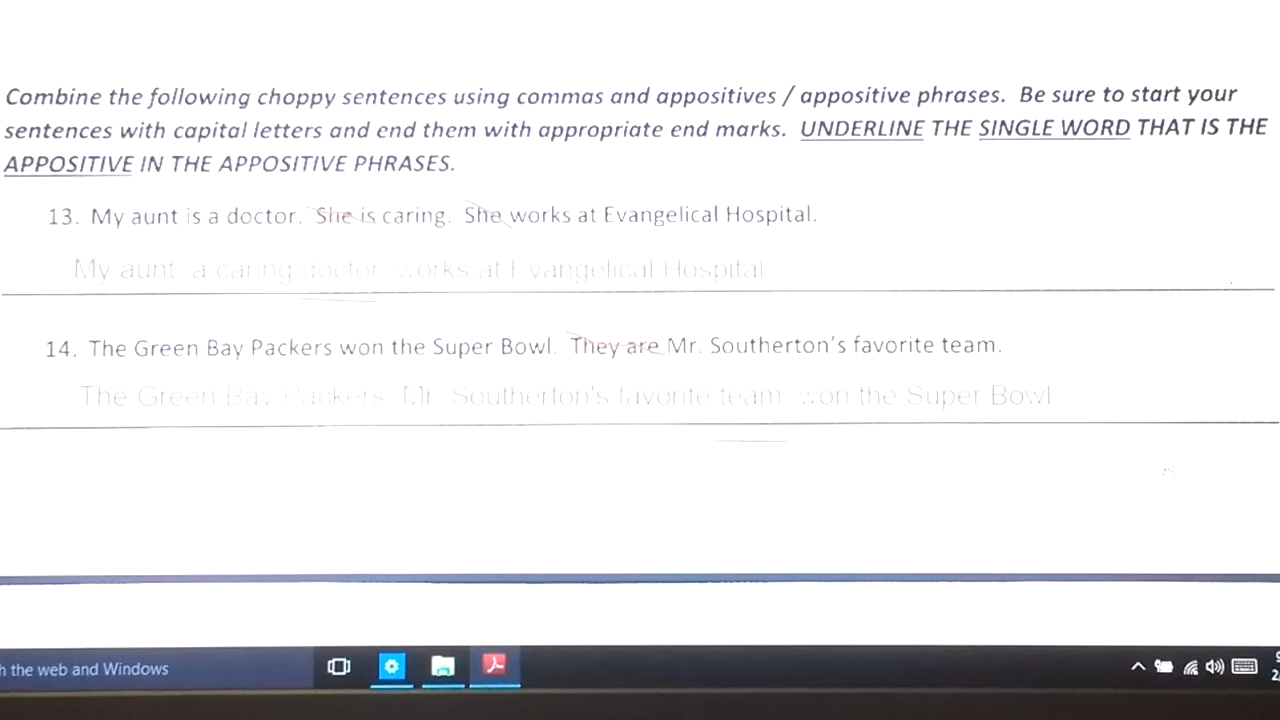 Combine the following choppy sentences using commas and appositives / appositive phrases. Be sure to start your
sentences with capital letters and end them with appropriate end marks. UNDERLINE THE SINGLE WORD THAT IS THE
APPOSITIVE IN THE APPOSITIVE PHRASES.
13. My aunt is a doctor. She is caring. She works at Evangelical Hospital.
My aunt a caring doctor works at Evangelical Hospital
14. The Green Bay Packers won the Super Bowl. They are Mr. Southerton's favorite team.
The Green Bay Packers Mr. Southerton's favorite team won the Super Bowl
the web and Windows